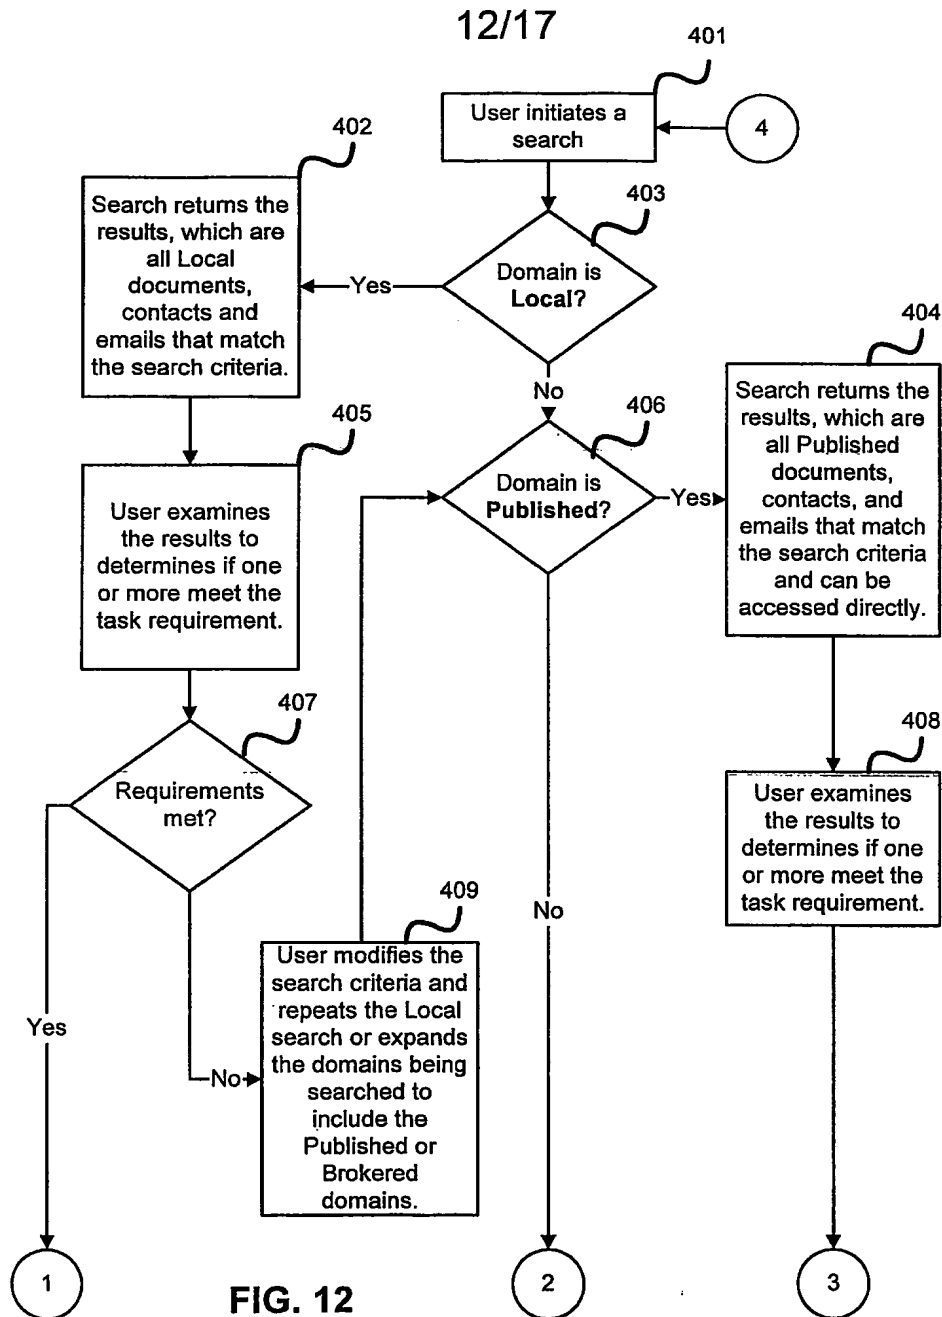 12/17
401
User initiates a
search
4
402
Search returns the
results, which are
all Local
documents,
contacts and
emails that match
the search criteria.
403
Domain is
Local?
Yes
No
404
Search returns the
results, which are
all Published
documents,
contacts, and
emails that match
the search criteria
and can be
accessed directly.
405
User examines
the results to
determines if one
or more meet the
task requirement.
406
Domain is
Published?
Yes
No
407
Requirements
met?
Yes
No
408
User examines
the results to
determines if one
or more meet the
task requirement.
409
User modifies the
search criteria and
repeats the Local
search or expands
the domains being
searched to
include the
Published or
Brokered
domains.
1
2
3
FIG. 12